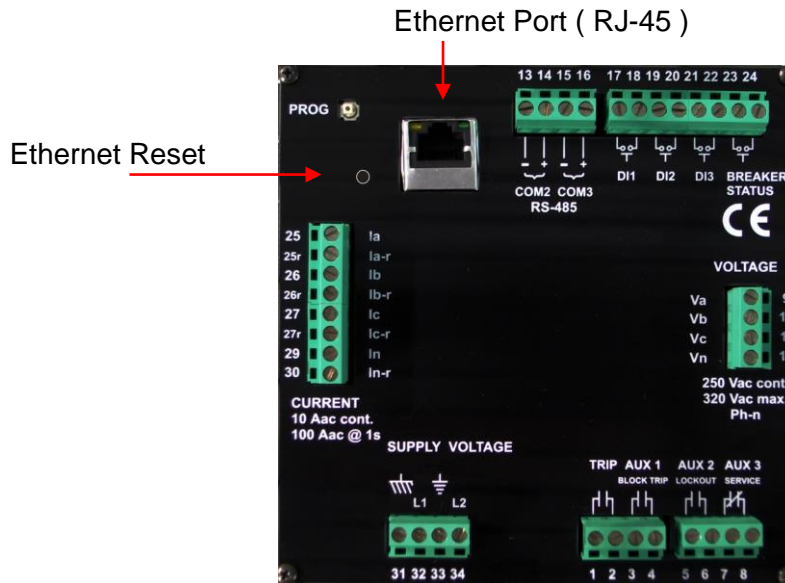 Ethernet Port ( RJ-45 )
Ethernet Reset
PROG
13 14 15 16 17 18 19 20 21 22 23 24
- + - +
COM2 COM3
RS-485
DI1 DI2 DI3 BREAKER
STATUS
CE
25 Ia
25r Ia-r
26 Ib
26r Ib-r
27 Ic
27r Ic-r
29 In
30 In-r
CURRENT
10 Aac cont.
100 Aac @ 1s
VOLTAGE
Va
Vb
Vc
Vn
250 Vac cont
320 Vac max
Ph-n
SUPPLY VOLTAGE
L1 L2
31 32 33 34
TRIP AUX 1 AUX 2 AUX 3
BLOCK TRIP LOCKOUT SERVICE
1 2 3 4 5 6 7 8